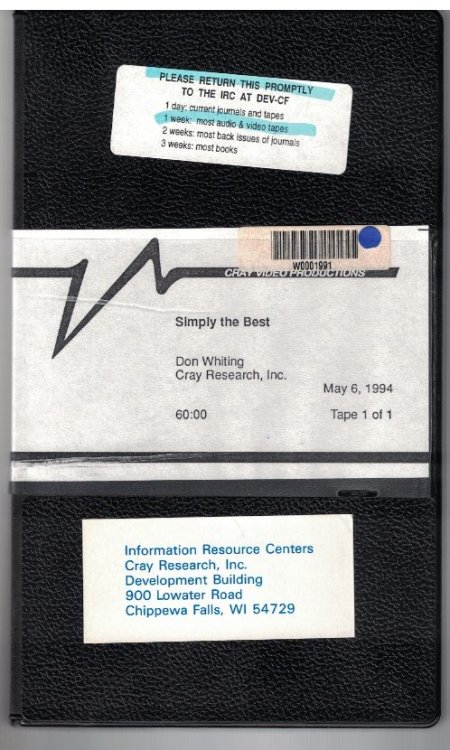 PLEASE RETURN THIS PROMPTLY
TO THE IRC AT DEV-CF
1 day: current journals and tapes
1 week: most audio & video tapes
2 weeks: most back issues of journals
3 weeks: most books
W0001991
CRAY VIDEO PRODUCTIONS
Simply the Best
Don Whiting
Cray Research, Inc.
May 6, 1994
60:00 Tape 1 of 1
Information Resource Centers
Cray Research, Inc.
Development Building
900 Lowater Road
Chippewa Falls, WI 54729